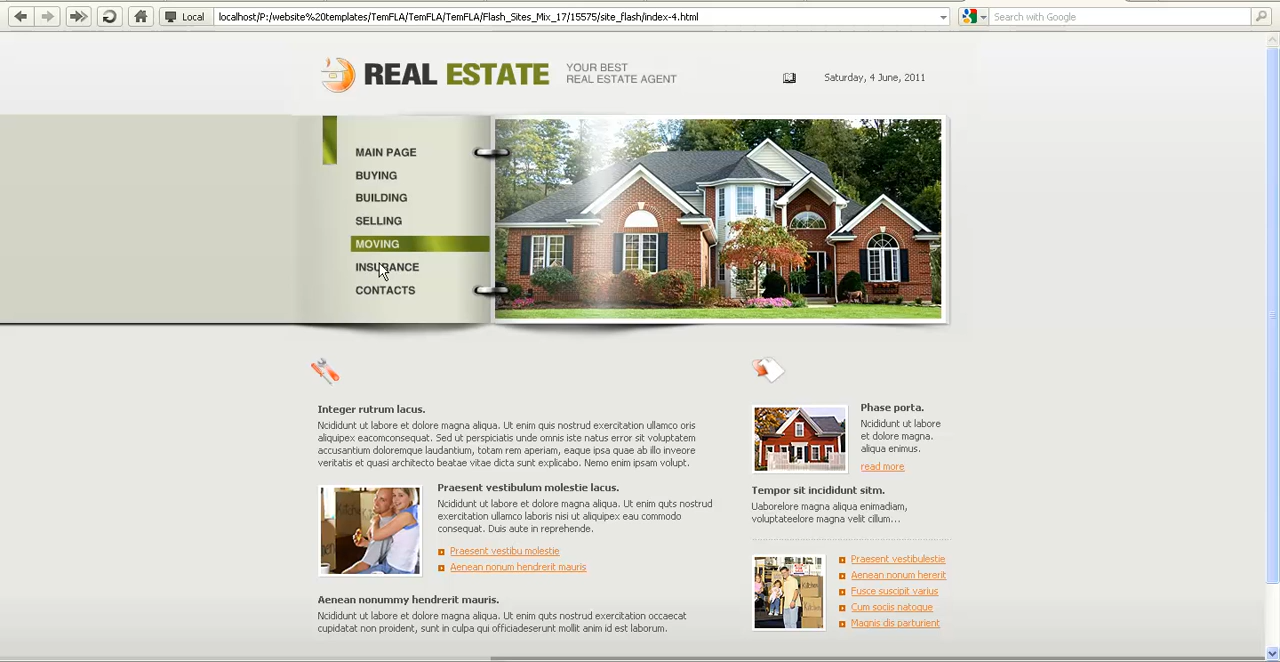 Local
localhost/P:/website%20templates/TemFLA/TemFLA/TemFLA/Flash_Sites_Mix_17/15575/site_flash/index-4.html
Search with Google
REAL ESTATE
YOUR BEST
REAL ESTATE AGENT
Saturday, 4 June, 2011
MAIN PAGE
BUYING
BUILDING
SELLING
MOVING
INSURANCE
CONTACTS
Integer rutrum lacus.
Ncididunt ut labore et dolore magna aliqua. Ut enim quis nostrud exercitation ullamco oris
aliquipex eacomconsequat. Sed ut perspiciatis unde omnis iste natus error sit voluptatem
accusantium doloremque laudantium, totam rem aperiam, eaque ipsa quae ab illo inveore
veritatis et quasi architecto beatae vitae dicta sunt explicabo. Nemo enim ipsam volupt.
Praesent vestibulum molestie lacus.
Ncididunt ut labore et dolore magna aliqua. Ut enim quts nostrud
exercitation ullamco laboris nisi ut aliquipex eau commodo
consequat. Duis aute in reprehende.
Praesent vestibu molestie
Aenean nonum hendrerit mauris
Aenean nonummy hendrerit mauris.
Ncididunt ut labore et dolore magna aliqua. Ut enim quts nostrud exercitation occaecat
cupidatat non proident, sunt in culpa qui officiadeserunt mollit anim id est laborum.
Phase porta.
Ncididunt ut labore
et dolore magna.
aliqua enimus.
read more
Tempor sit incididunt sitm.
Uaborelore magna aliqua enimadiam,
voluptateelore magna velit cillum...
Praesent vestibulestie
Aenean nonum hererit
Fusce suscipit varius
Cum sociis natoque
Magnis dis parturient